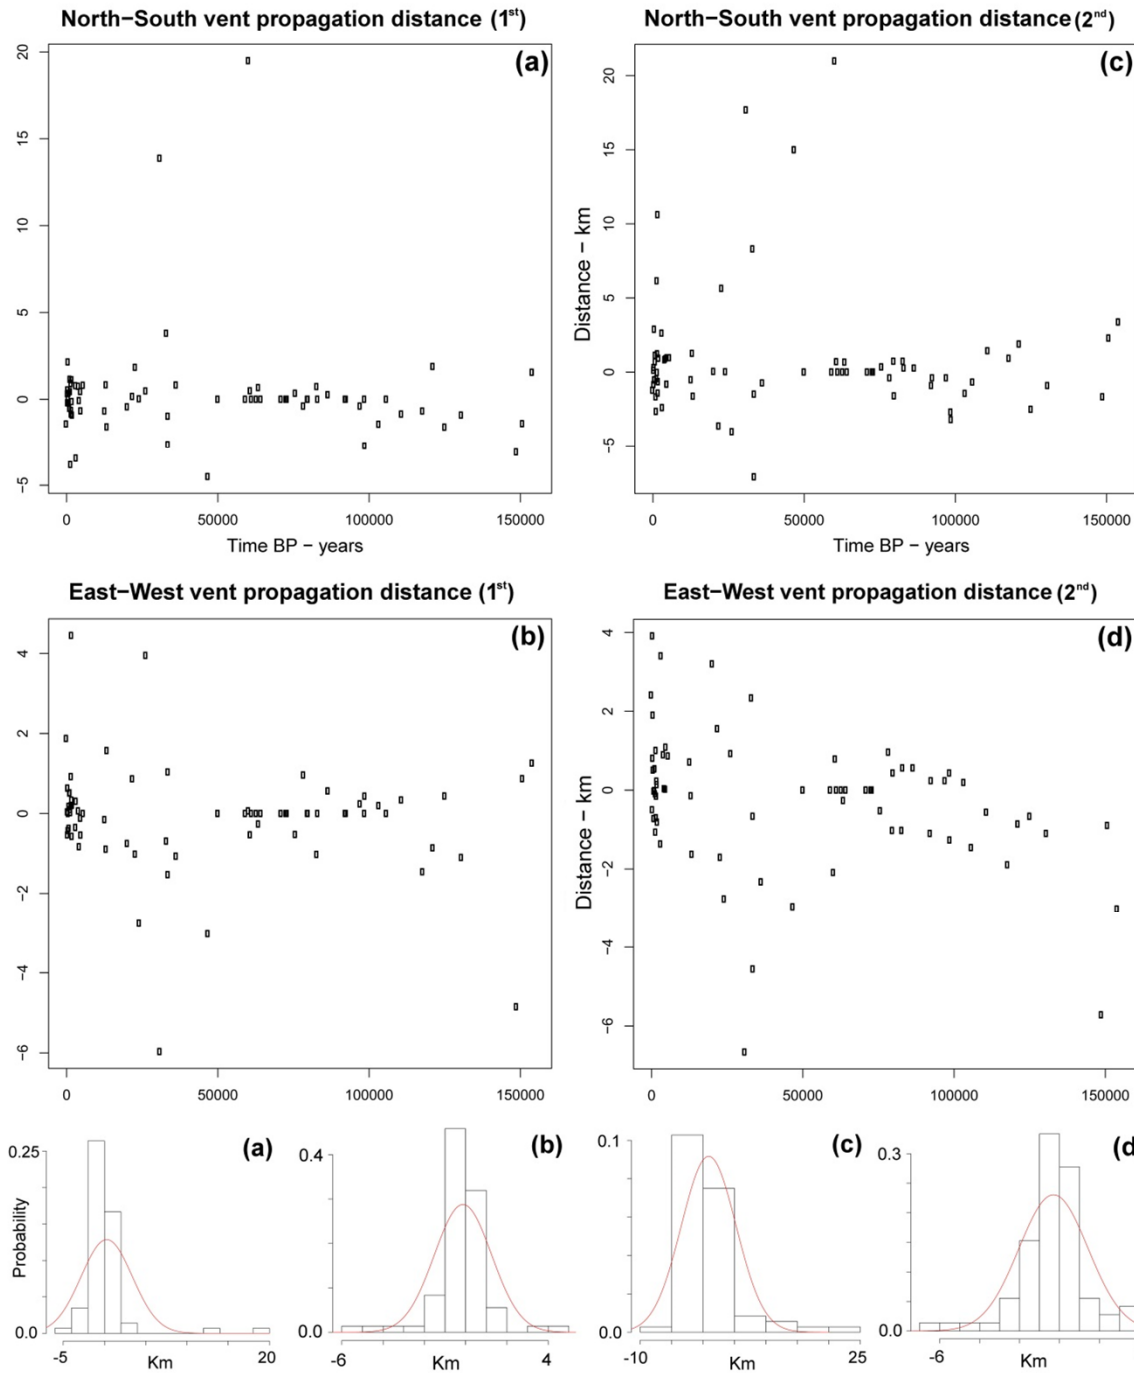 North–South vent propagation distance (1st)
(a)
20
15
10
5
0
−5
0 50000 100000 150000
Time BP − years
North–South vent propagation distance (2nd)
(c)
Distance − km
20
15
10
5
0
−5
0 50000 100000 150000
Time BP − years
East–West vent propagation distance (1st)
(b)
4
2
0
−2
−4
−6
0 50000 100000 150000
East–West vent propagation distance (2nd)
(d)
Distance − km
4
2
0
−2
−4
−6
0 50000 100000 150000
(a)
0.25
Probability
0.0
-5 20
Km
(b)
0.4
0.0
-6 4
Km
(c)
0.1
0.0
-10 25
Km
(d
0.3
0.0
-6
Km